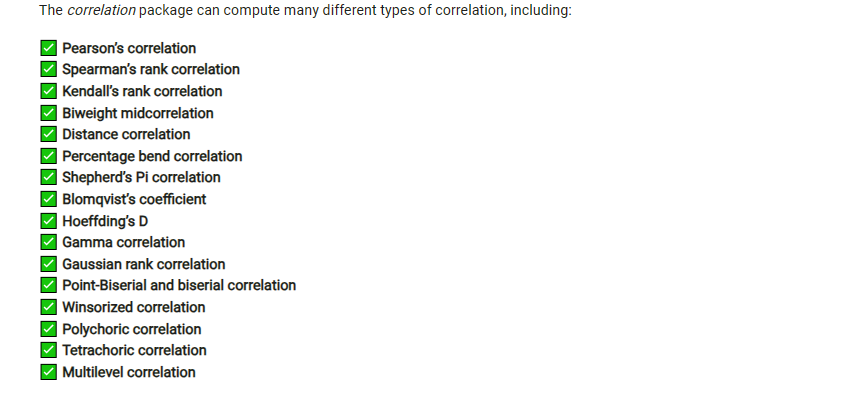 The correlation package can compute many different types of correlation, including:
Pearson's correlation
Spearman's rank correlation
Kendall's rank correlation
Biweight midcorrelation
Distance correlation
Percentage bend correlation
Shepherd's Pi correlation
Blomqvist's coefficient
Hoeffding's D
Gamma correlation
Gaussian rank correlation
Point-Biserial and biserial correlation
Winsorized correlation
Polychoric correlation
Tetrachoric correlation
Multilevel correlation